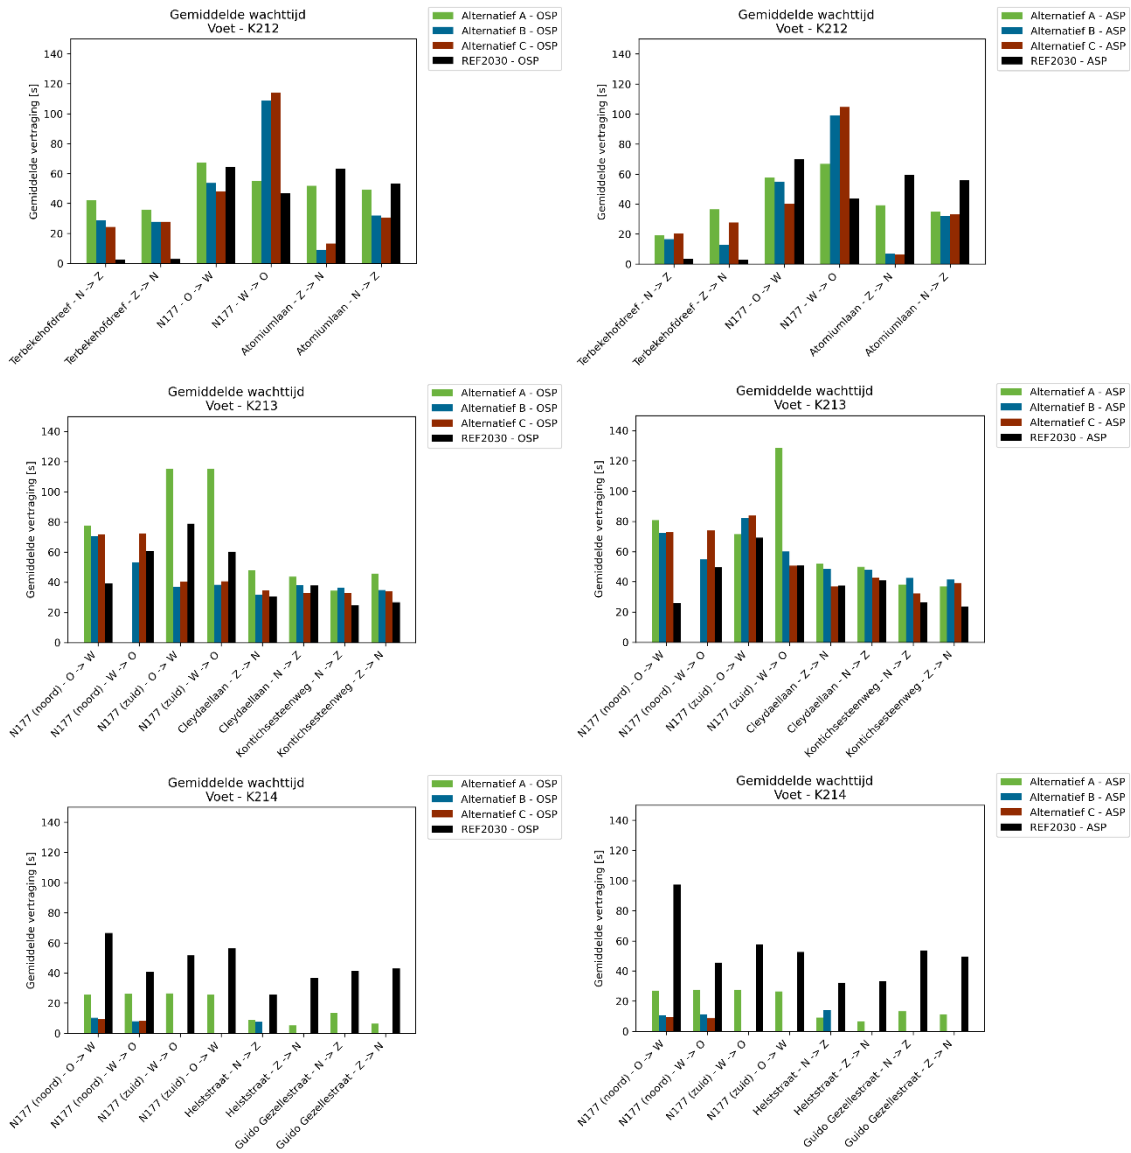 Gemiddelde wachttijd
Voet - K212
Alternatief A - OSP
Alternatief B - OSP
Alternatief C - OSP
REF2030 - OSP
Gemiddelde vertraging [s]
140
120
100
80
60
40
20
0
Terbekehofdreef - N -> Z
Terbekehofdreef - Z -> N
N177 - O -> W
N177 - W -> O
Atomiumlaan - Z -> N
Atomiumlaan - N -> Z
Gemiddelde wachttijd
Voet - K212
Alternatief A - ASP
Alternatief B - ASP
Alternatief C - ASP
REF2030 - ASP
Gemiddelde vertraging [s]
140
120
100
80
60
40
20
0
Terbekehofdreef - N -> Z
Terbekehofdreef - Z -> N
N177 - O -> W
N177 - W -> O
Atomiumlaan - Z -> N
Atomiumlaan - N -> Z
Gemiddelde wachttijd
Voet - K213
Alternatief A - OSP
Alternatief B - OSP
Alternatief C - OSP
REF2030 - OSP
Gemiddelde vertraging [s]
140
120
100
80
60
40
20
0
N177 (noord) - O -> W
N177 (noord) - W -> O
N177 (zuid) - O -> W
N177 (zuid) - W -> O
Cleydaellaan - Z -> N
Cleydaellaan - N -> Z
Kontichsesteenweg - N -> Z
Kontichsesteenweg - Z -> N
Gemiddelde wachttijd
Voet - K213
Alternatief A - ASP
Alternatief B - ASP
Alternatief C - ASP
REF2030 - ASP
Gemiddelde vertraging [s]
140
120
100
80
60
40
20
0
N177 (noord) - O -> W
N177 (noord) - W -> O
N177 (zuid) - O -> W
N177 (zuid) - W -> O
Cleydaellaan - Z -> N
Cleydaellaan - N -> Z
Kontichsesteenweg - N -> Z
Kontichsesteenweg - Z -> N
Gemiddelde wachttijd
Voet - K214
Alternatief A - OSP
Alternatief B - OSP
Alternatief C - OSP
REF2030 - OSP
Gemiddelde vertraging [s]
140
120
100
80
60
40
20
0
N177 (noord) - O -> W
N177 (noord) - W -> O
N177 (zuid) - W -> O
N177 (zuid) - O -> W
Helststraat - N -> Z
Helststraat - Z -> N
Guido Gezellestraat - N -> Z
Guido Gezellestraat - Z -> N
Gemiddelde wachttijd
Voet - K214
Alternatief A - ASP
Alternatief B - ASP
Alternatief C - ASP
REF2030 - ASP
Gemiddelde vertraging [s]
140
120
100
80
60
40
20
0
N177 (noord) - O -> W
N177 (noord) - W -> O
N177 (zuid) - W -> O
N177 (zuid) - O -> W
Helststraat - N -> Z
Helststraat - Z -> N
Guido Gezellestraat - N -> Z
Guido Gezellestraat - Z -> N